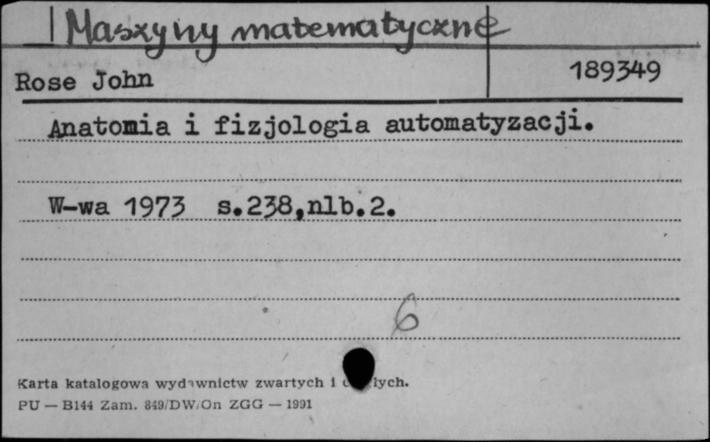 Maszyny matematyczne
Rose John 189349
Anatomia i fizjologia automatyzacji.
W-wa 1973 s.238,nlb.2.
6
Karta katalogowa wydawnictw zwartych i lych.
PU — B144 Zam. 849/DW/On ZGG — 1991